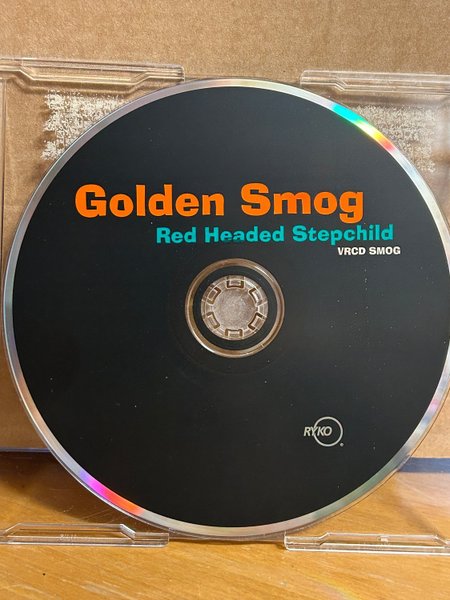 Golden Smog
Red Headed Stepchild
VRCD SMOG
RYKO